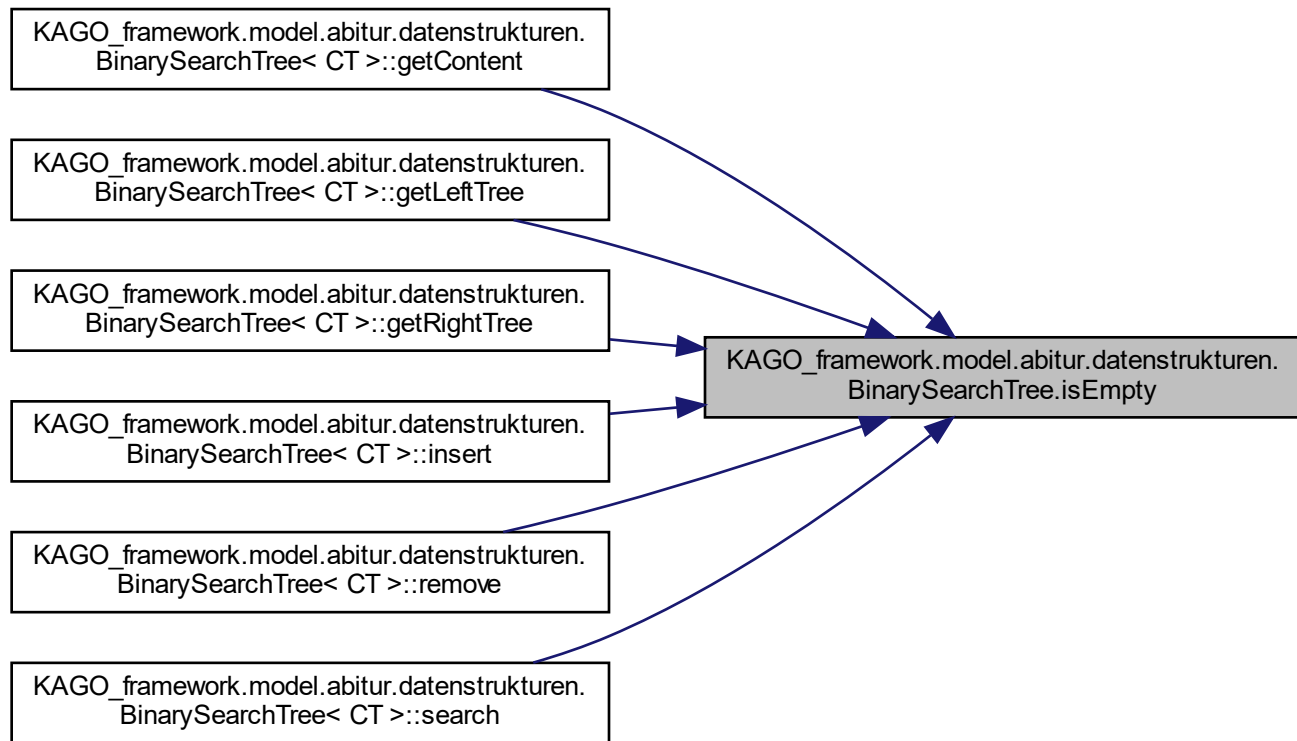 KAGO_framework.model.abitur.datenstrukturen.
BinarySearchTree< CT >::getContent
KAGO_framework.model.abitur.datenstrukturen.
BinarySearchTree< CT >::getLeftTree
KAGO_framework.model.abitur.datenstrukturen.
BinarySearchTree< CT >::getRightTree
KAGO_framework.model.abitur.datenstrukturen.
BinarySearchTree< CT >::insert
KAGO_framework.model.abitur.datenstrukturen.
BinarySearchTree< CT >::remove
KAGO_framework.model.abitur.datenstrukturen.
BinarySearchTree< CT >::search
KAGO_framework.model.abitur.datenstrukturen.
BinarySearchTree.isEmpty